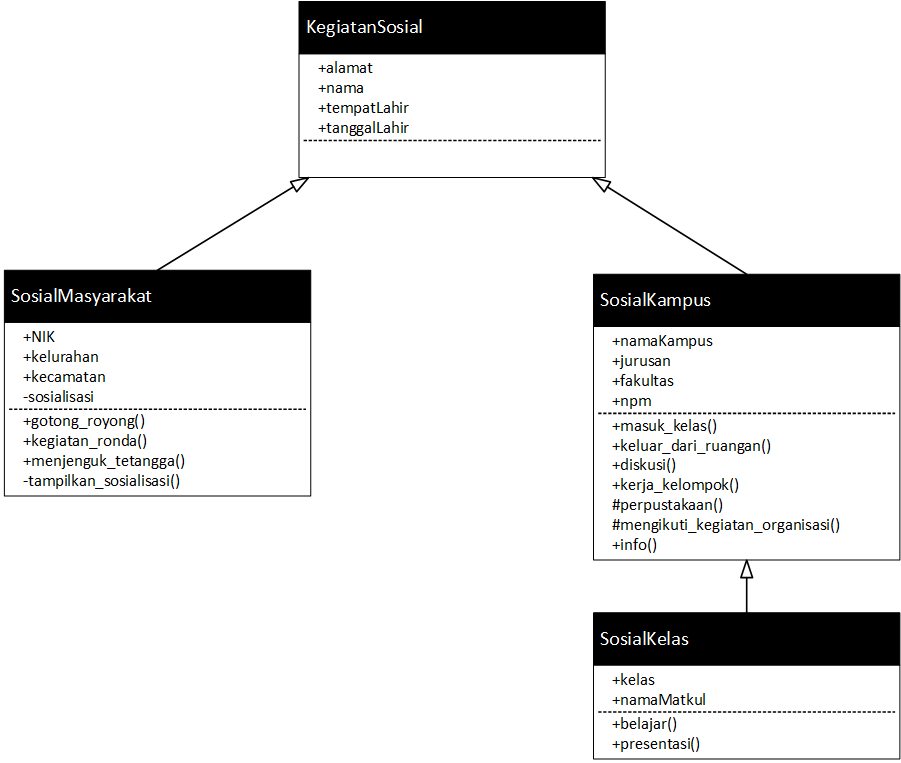 KegiatanSosial
+alamat
+nama
+tempatLahir
+tanggalLahir
SosialMasyarakat
+NIK
+kelurahan
+kecamatan
-sosialisasi
+gotong_royong()
+kegiatan_ronda()
+menjenguk_tetangga()
-tampilkan_sosialisasi()
SosialKampus
+namaKampus
+jurusan
+fakultas
+npm
+masuk_kelas()
+keluar_dari_ruangan()
+diskusi()
+kerja_kelompok()
#perpustakaan()
#mengikuti_kegiatan_organisasi()
+info()
SosialKelas
+kelas
+namaMatkul
+belajar()
+presentasi()